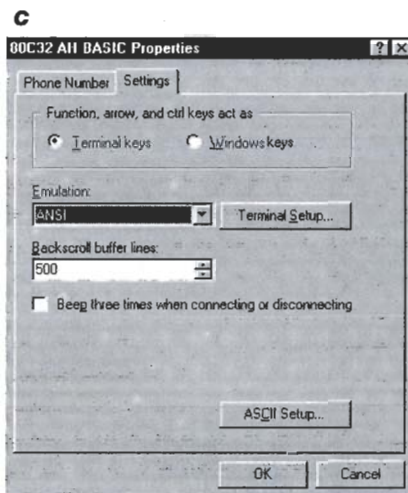 C
80C32 AH BASIC Properties
Phone Number Settings
Function, arrow, and ctrl keys act as
Terminal keys Windows keys
Emulation:
ANSI Terminal Setup...
Backscroll buffer lines:
500
Beep three times when connecting or disconnecting
ASCII Setup...
OK Cancel